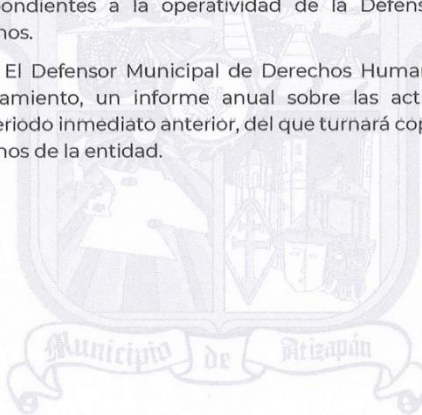 pondientes a la operatividad de la Defens
nos.
El Defensor Municipal de Derechos Human
amiento, un informe anual sobre las act
eriodo inmediato anterior, del que turnará cop
nos de la entidad.
Municipio de Atizapán